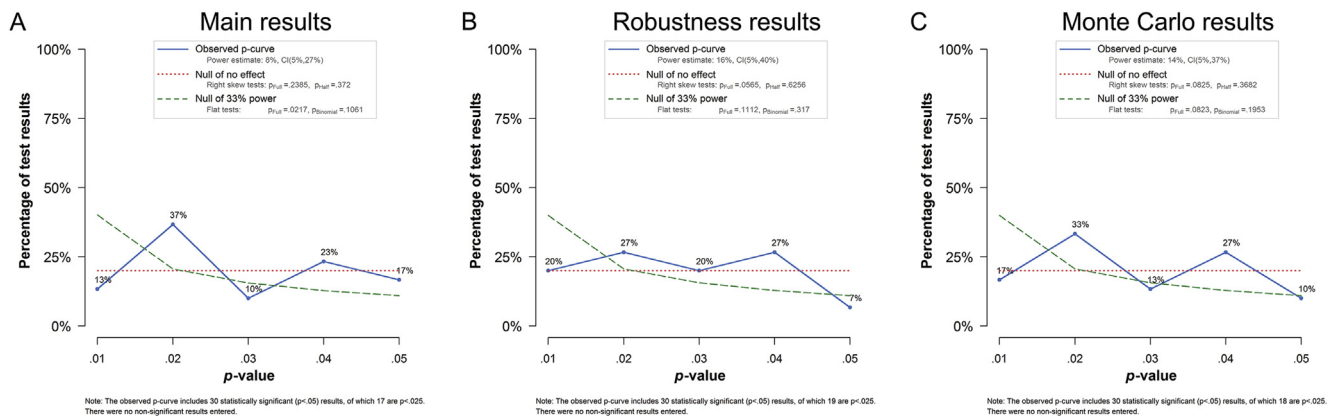 A
Main results
100%
75%
50%
25%
0%
Percentage of test results
Observed p-curve
Power estimate: 8%, CI(5%,27%)
Null of no effect
Right skew tests: pFull =.2385, pHalf =.372
Null of 33% power
Flat tests: pFull =.0217, pBinomial =.1061
13%
37%
10%
23%
17%
.01 .02 .03 .04 .05
p-value
Note: The observed p-curve includes 30 statistically significant (p<.05) results, of which 17 are p<.025.
There were no non-significant results entered.
B
Robustness results
100%
75%
50%
25%
0%
Percentage of test results
Observed p-curve
Power estimate: 16%, CI(5%,40%)
Null of no effect
Right skew tests: pFull =.0565, pHalf =.6256
Null of 33% power
Flat tests: pFull =.1112, pBinomial =.317
20%
27%
20%
27%
7%
.01 .02 .03 .04 .05
p-value
Note: The observed p-curve includes 30 statistically significant (p<.05) results, of which 19 are p<.025.
There were no non-significant results entered.
C
Monte Carlo results
100%
75%
50%
25%
0%
Percentage of test results
Observed p-curve
Power estimate: 14%, CI(5%,37%)
Null of no effect
Right skew tests: pFull =.0825, pHalf =.3682
Null of 33% power
Flat tests: pFull =.0823, pBinomial =.1953
17%
33%
13%
27%
10%
.01 .02 .03 .04 .05
p-value
Note: The observed p-curve includes 30 statistically significant (p<.05) results, of which 18 are p<.025.
There were no non-significant results entered.